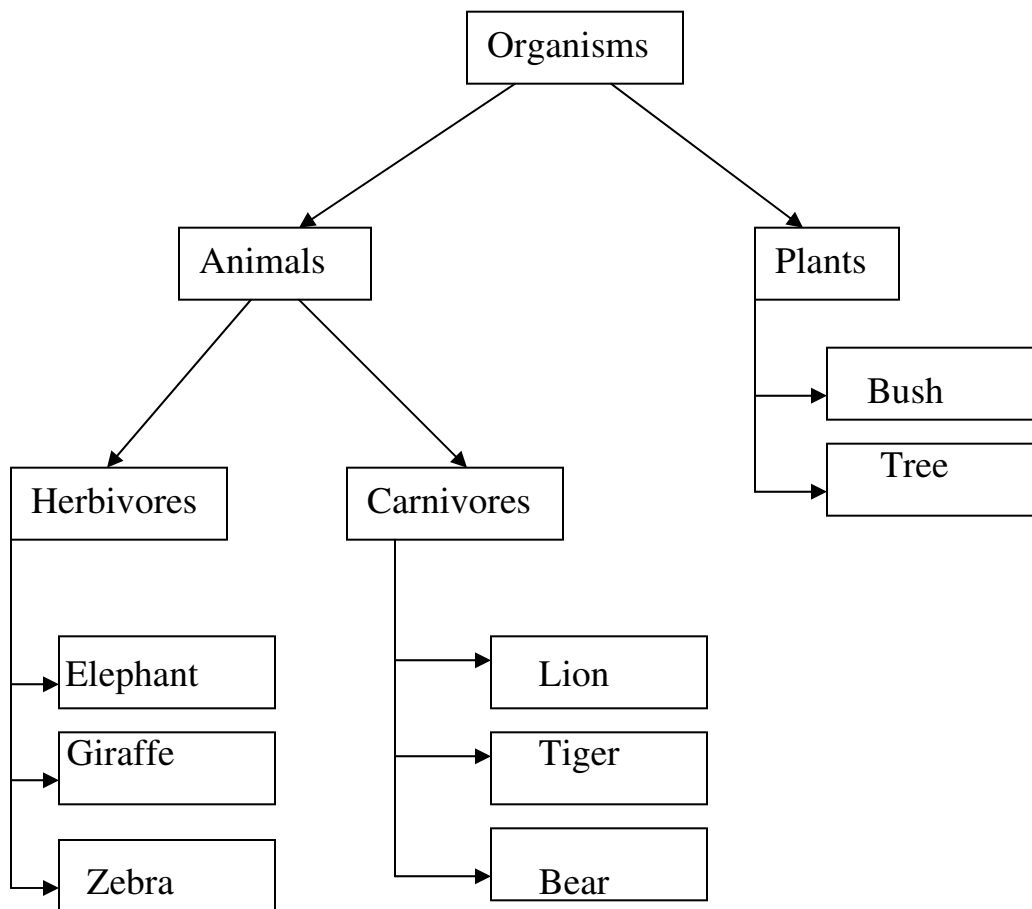 Organisms
Animals
Plants
Bush
Tree
Herbivores
Carnivores
Elephant
Giraffe
Zebra
Lion
Tiger
Bear